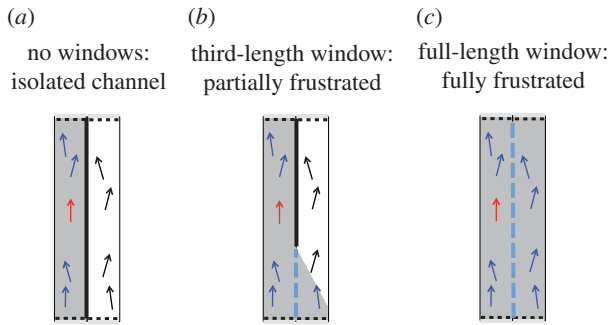 (a)
no windows:
isolated channel
(b)
third-length window:
partially frustrated
(c)
full-length window:
fully frustrated